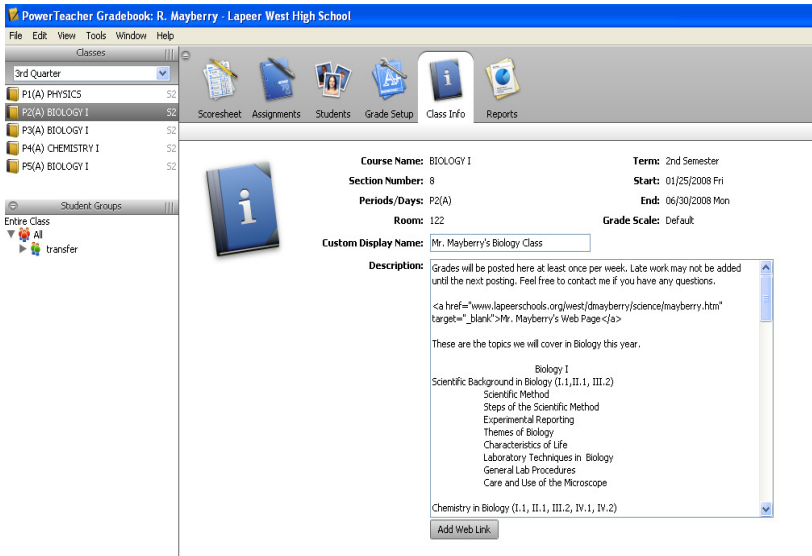 PowerTeacher Gradebook: R. Mayberry - Lapeer West High School
File Edit View Tools Window Help
Classes
3rd Quarter
P1(A) PHYSICS S2
P2(A) BIOLOGY I S2
P3(A) BIOLOGY I S2
P4(A) CHEMISTRY I S2
P5(A) BIOLOGY I S2
Student Groups
Entire Class
All
transfer
Scoresheet Assignments Students Grade Setup Class Info Reports
Course Name: BIOLOGY I Term: 2nd Semester
Section Number: 8 Start: 01/25/2008 Fri
Periods/Days: P2(A) End: 06/30/2008 Mon
Room: 122 Grade Scale: Default
Custom Display Name: Mr. Mayberry's Biology Class
Description: Grades will be posted here at least once per week. Late work may not be added
until the next posting. Feel free to contact me if you have any questions.
<a href="www.lapeerschools.org/west/dmayberry/science/mayberry.htm"
target="_blank">Mr. Mayberry's Web Page</a>
These are the topics we will cover in Biology this year.
Biology I
Scientific Background in Biology (I.1,II.1, III.2)
Scientific Method
Steps of the Scientific Method
Experimental Reporting
Themes of Biology
Characteristics of Life
Laboratory Techniques in Biology
General Lab Procedures
Care and Use of the Microscope
Chemistry in Biology (I.1, II.1, III.2, IV.1, IV.2)
Add Web Link